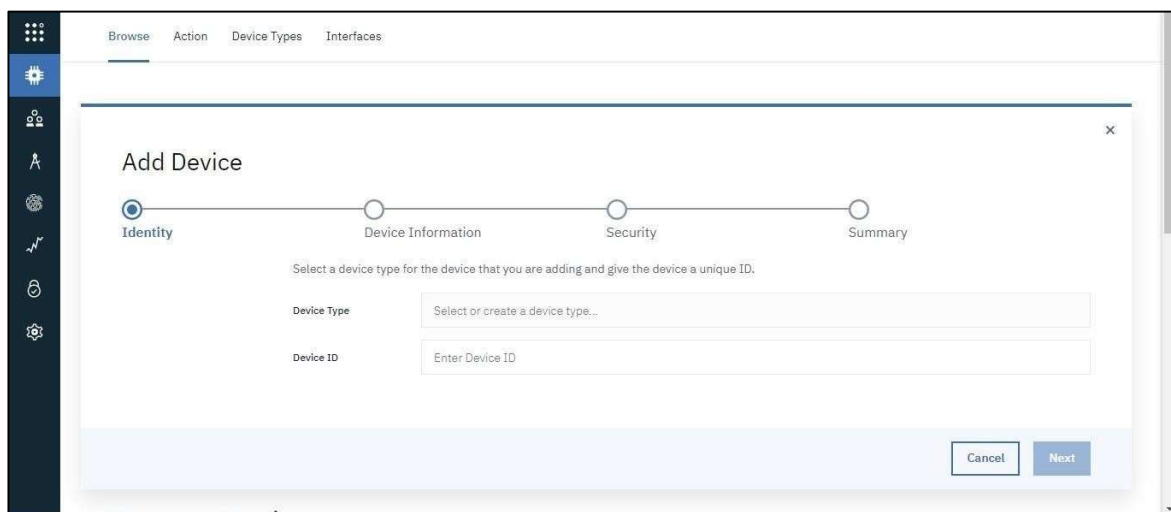 Browse Action Device Types Interfaces
×
Add Device
Identity Device Information Security Summary
Select a device type for the device that you are adding and give the device a unique ID.
Device Type Select or create a device type...
Device ID Enter Device ID
Cancel Next